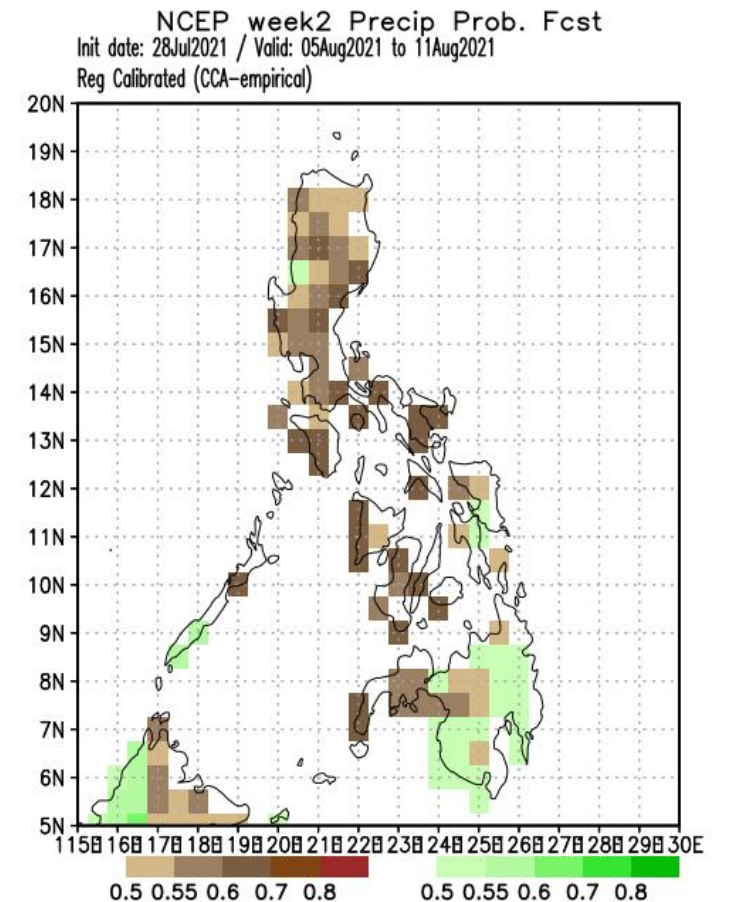 NCEP week2 Precip Prob. Fcst
Init date: 28Jul2021 / Valid: 05Aug2021 to 11Aug2021
Reg Calibrated (CCA-empirical)
20N
19N
18N
17N
16N
15N
14N
13N
12N
11N
10N
9N
8N
7N
6N
5N
115E 116E 117E 118E 119E 120E 121E 122E 123E 124E 125E 126E 127E 128E 129E 130E
0.5 0.55 0.6 0.7 0.8 0.5 0.55 0.6 0.7 0.8